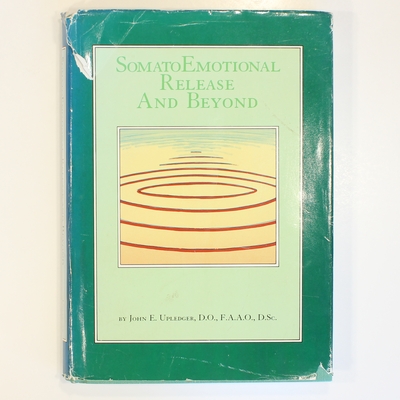 SomatoEmotional
Release
And Beyond
by John E. Upledger, D.O., F.A.A.O., D.Sc.